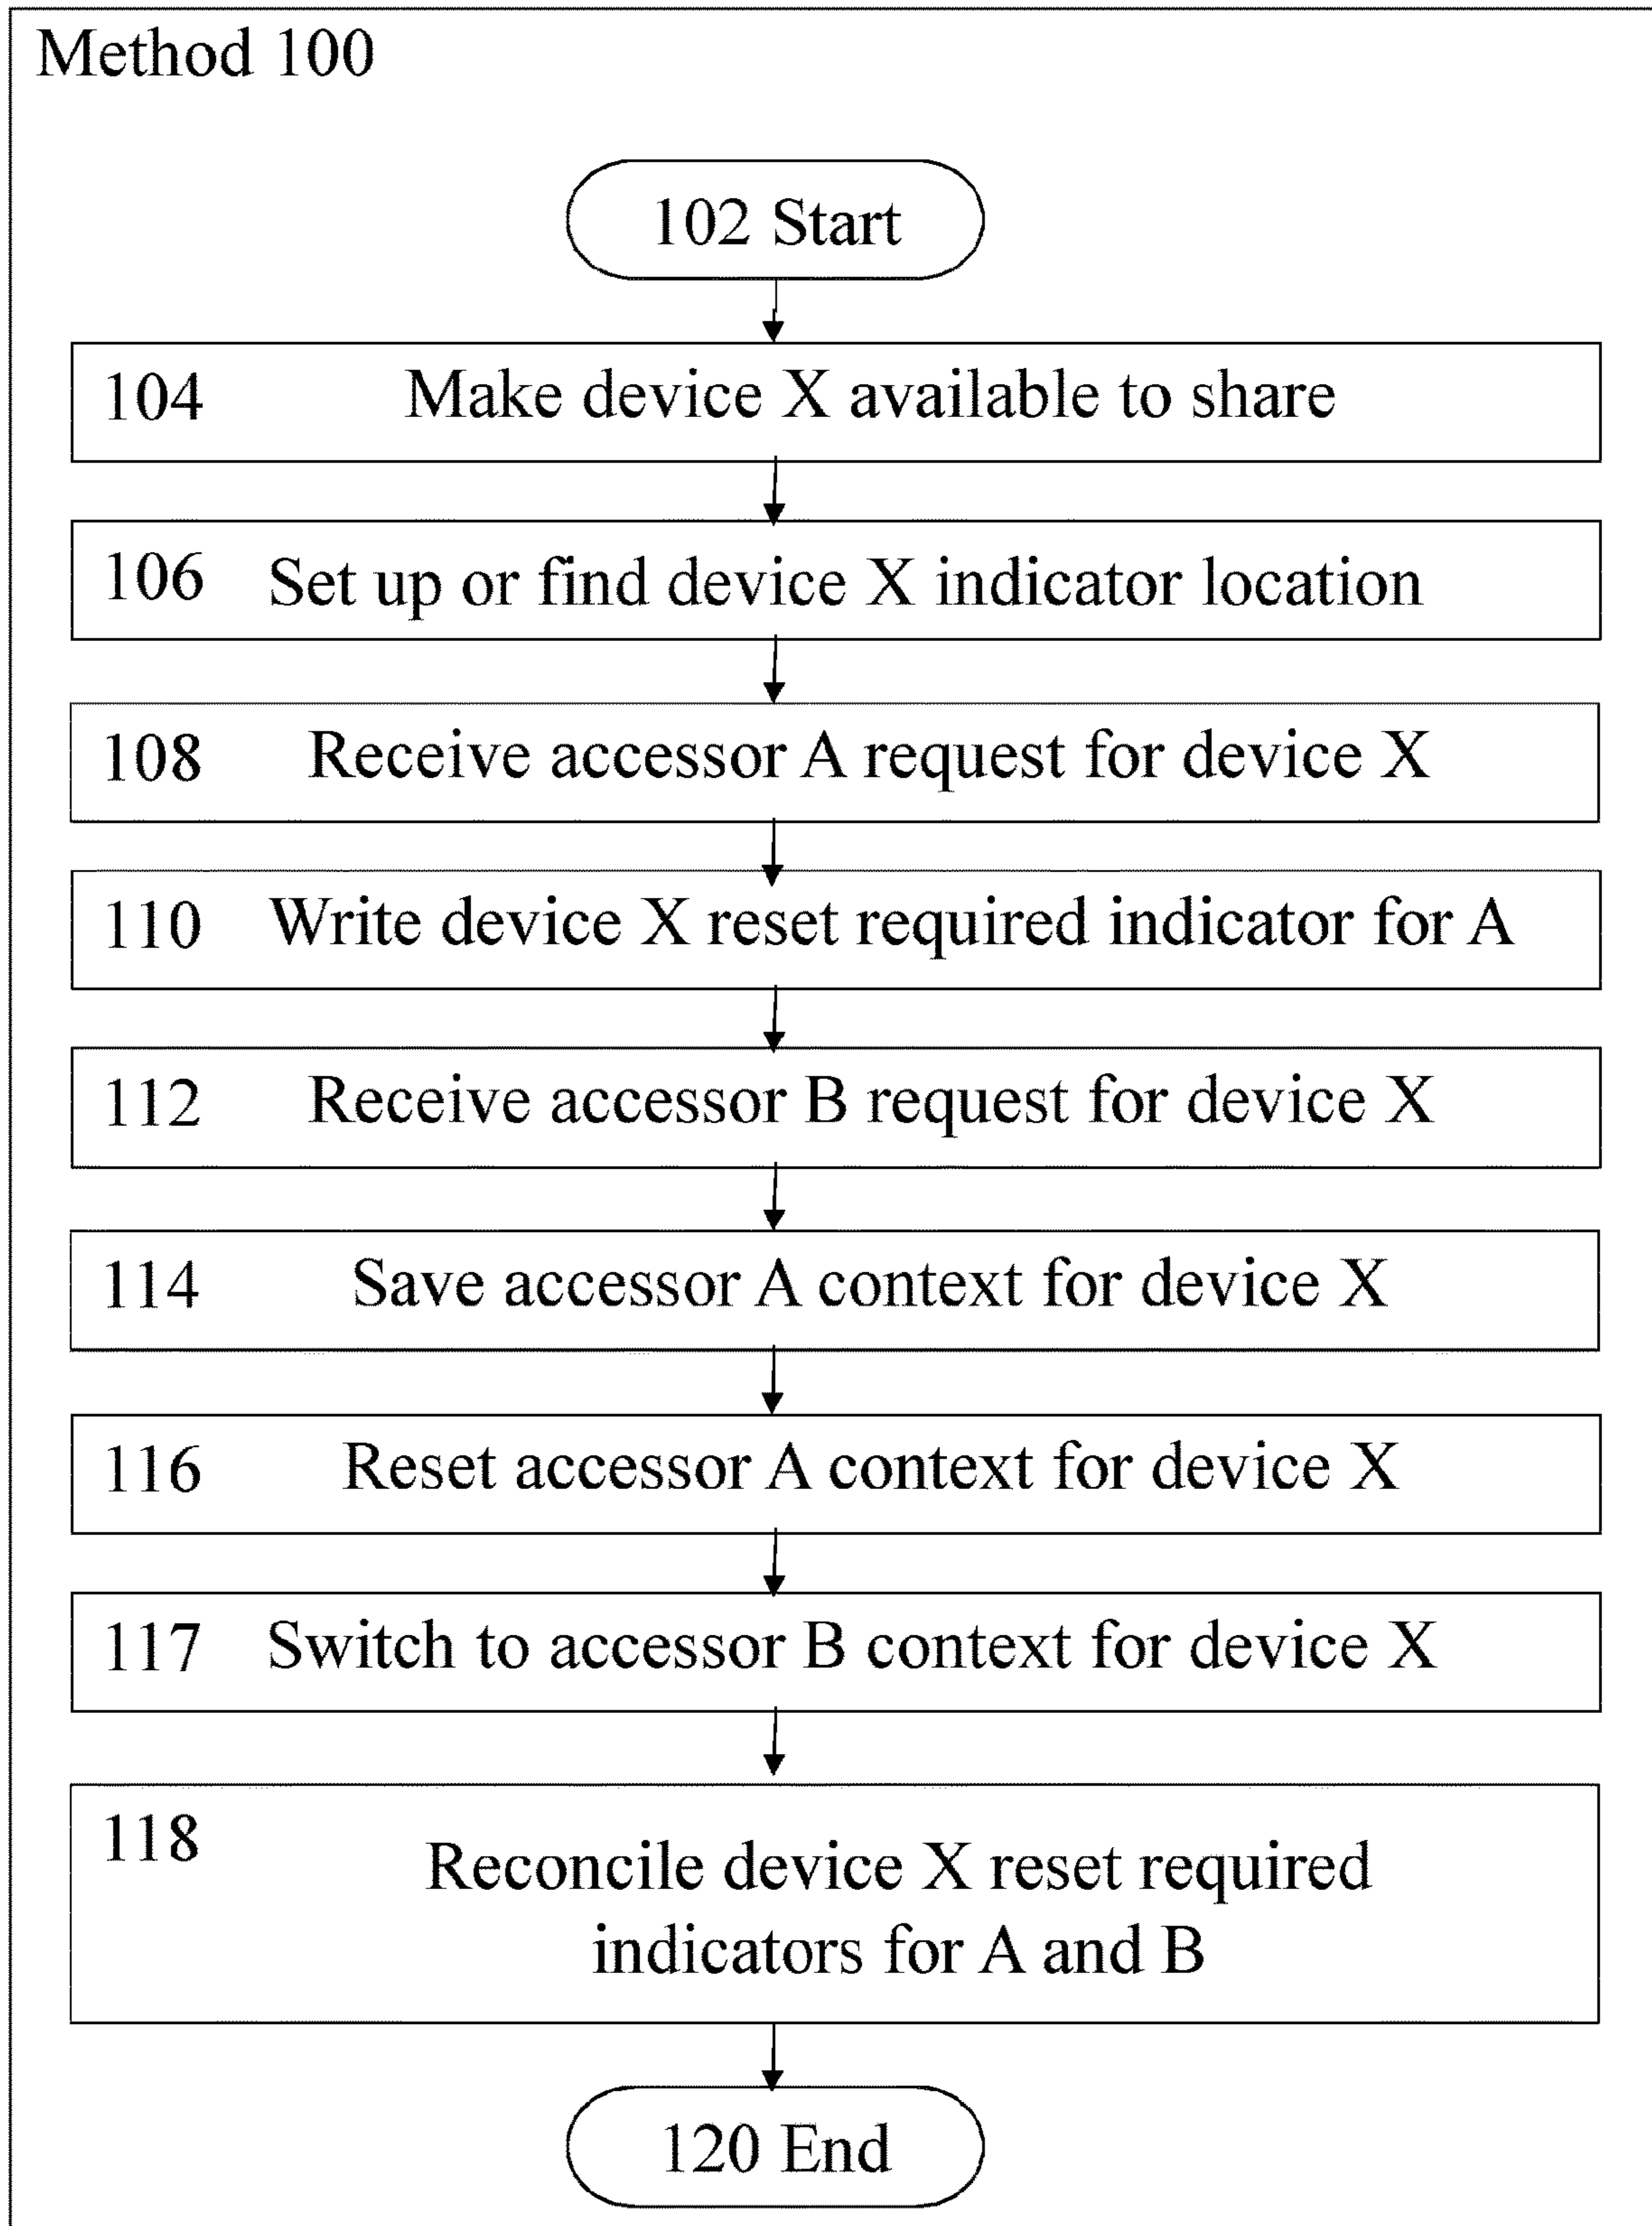 Method 100
102 Start
104 Make device X available to share
106 Set up or find device X indicator location
108 Receive accessor A request for device X
110 Write device X reset required indicator for A
112 Receive accessor B request for device X
114 Save accessor A context for device X
116 Reset accessor A context for device X
117 Switch to accessor B context for device X
118
Reconcile device X reset required
indicators for A and B
120 End